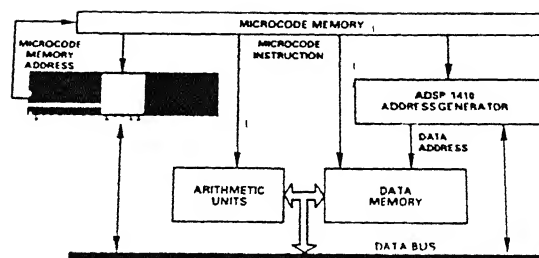 MICROCODE MEMORY
MICROCODE
MEMORY
ADDRESS
MICROCODE
INSTRUCTION
ADSP 1410
ADDRESS GENERATOR
DATA
ADDRESS
ARITHMETIC
UNITS
DATA
MEMORY
DATA BUS